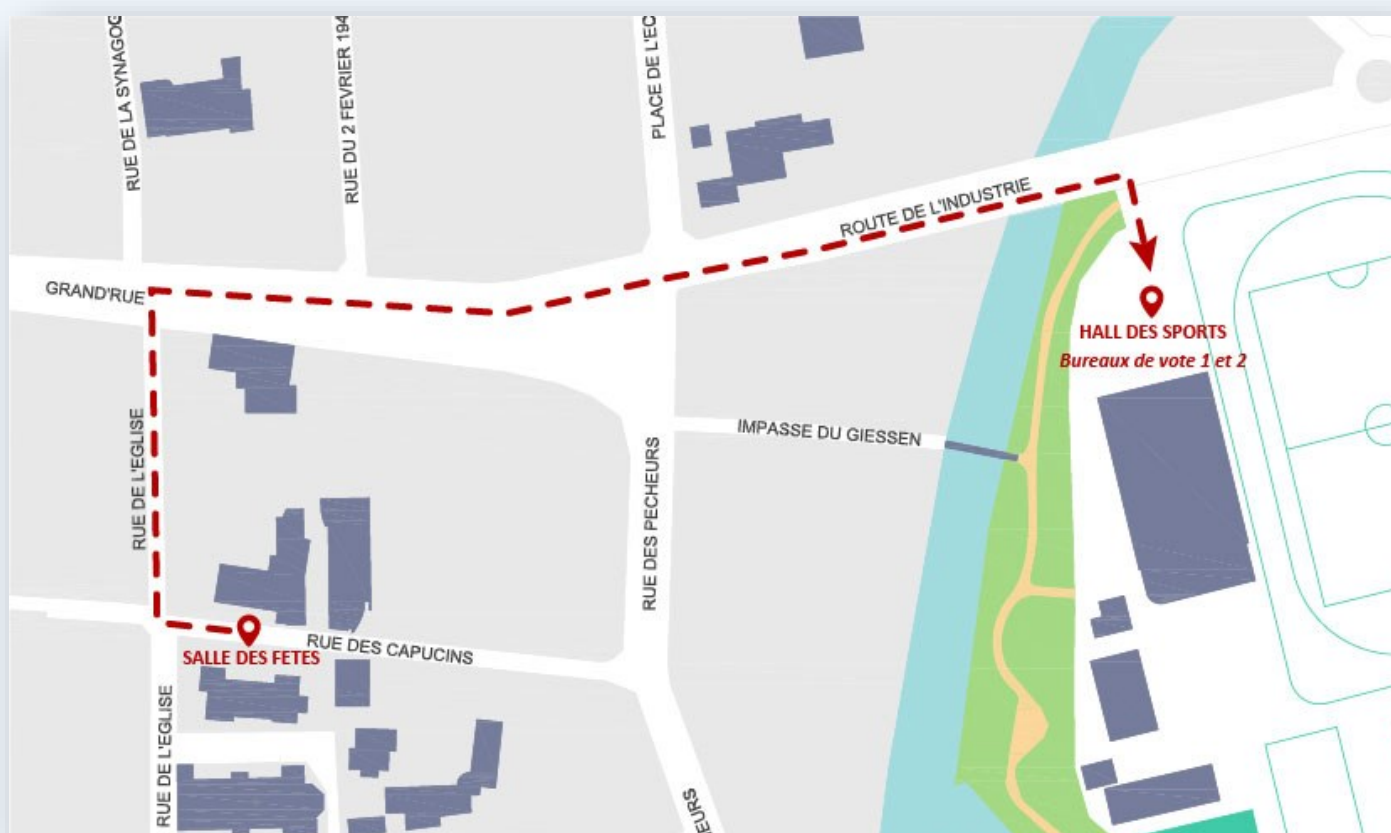 RUE DE LA SYNAGOG
RUE DU 2 FEVRIER 194
PLACE DE L'EC
ROUTE DE L'INDUSTRIE
GRAND'RUE
HALL DES SPORTS
Bureaux de vote 1 et 2
IMPASSE DU GIESSEN
RUE DE L'EGLISE
RUE DES PECHEURS
RUE DES CAPUCINS
SALLE DES FETES
RUE DE L'EGLISE
EURS